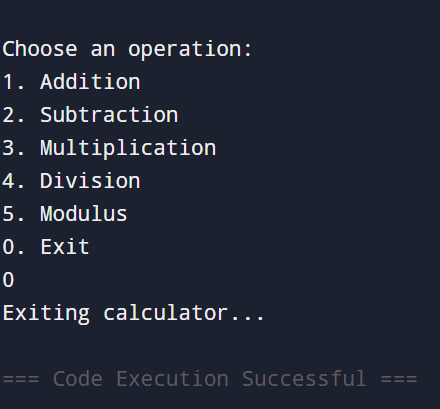 Choose an operation:
1. Addition
2. Subtraction
3. Multiplication
4. Division
5. Modulus
0. Exit
0
Exiting calculator...
=== Code Execution Successful ===